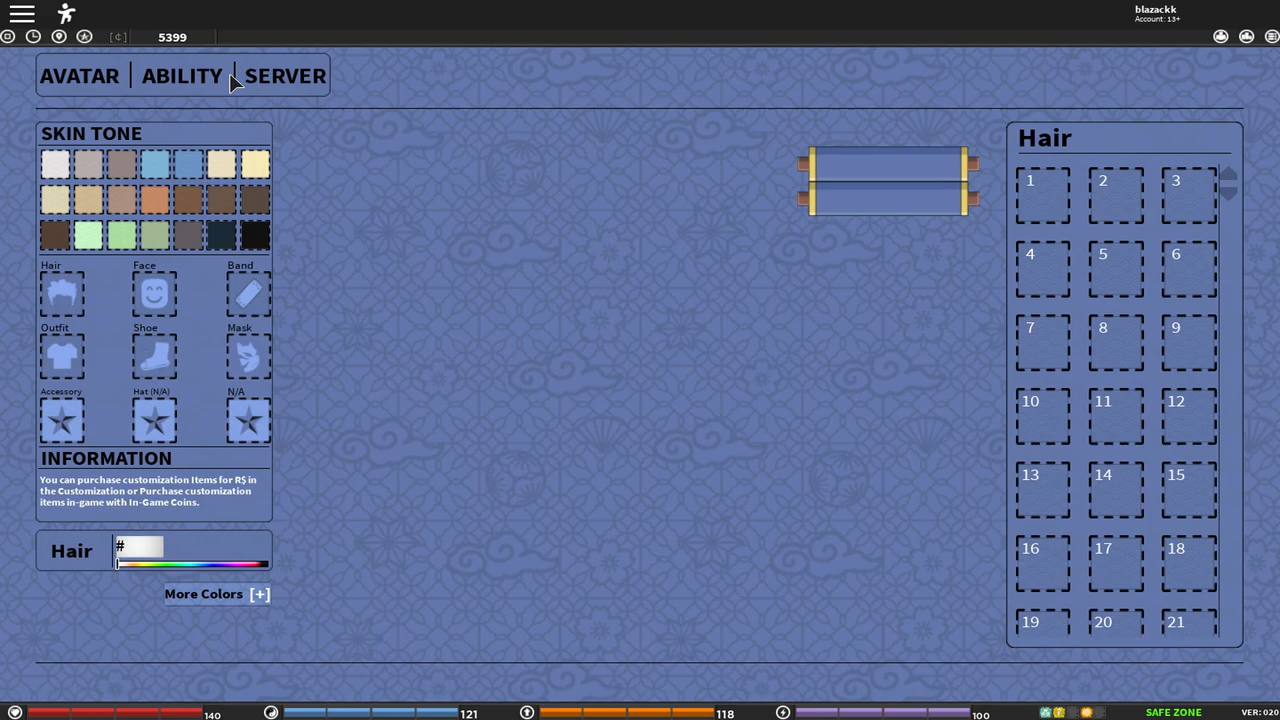 blazackk
Account: 13+
[¢] 5399
AVATAR | ABILITY | SERVER
SKIN TONE
Hair Face Band
Outfit Shoe Mask
Accessory Hat (N/A) N/A
INFORMATION
You can purchase customization Items for R$ in
the Customization or Purchase customization
items in-game with In-Game Coins.
Hair #
More Colors [+]
Hair
1 2 3
4 5 6
7 8 9
10 11 12
13 14 15
16 17 18
19 20 21
140 121 118 100 SAFE ZONE VER: 020